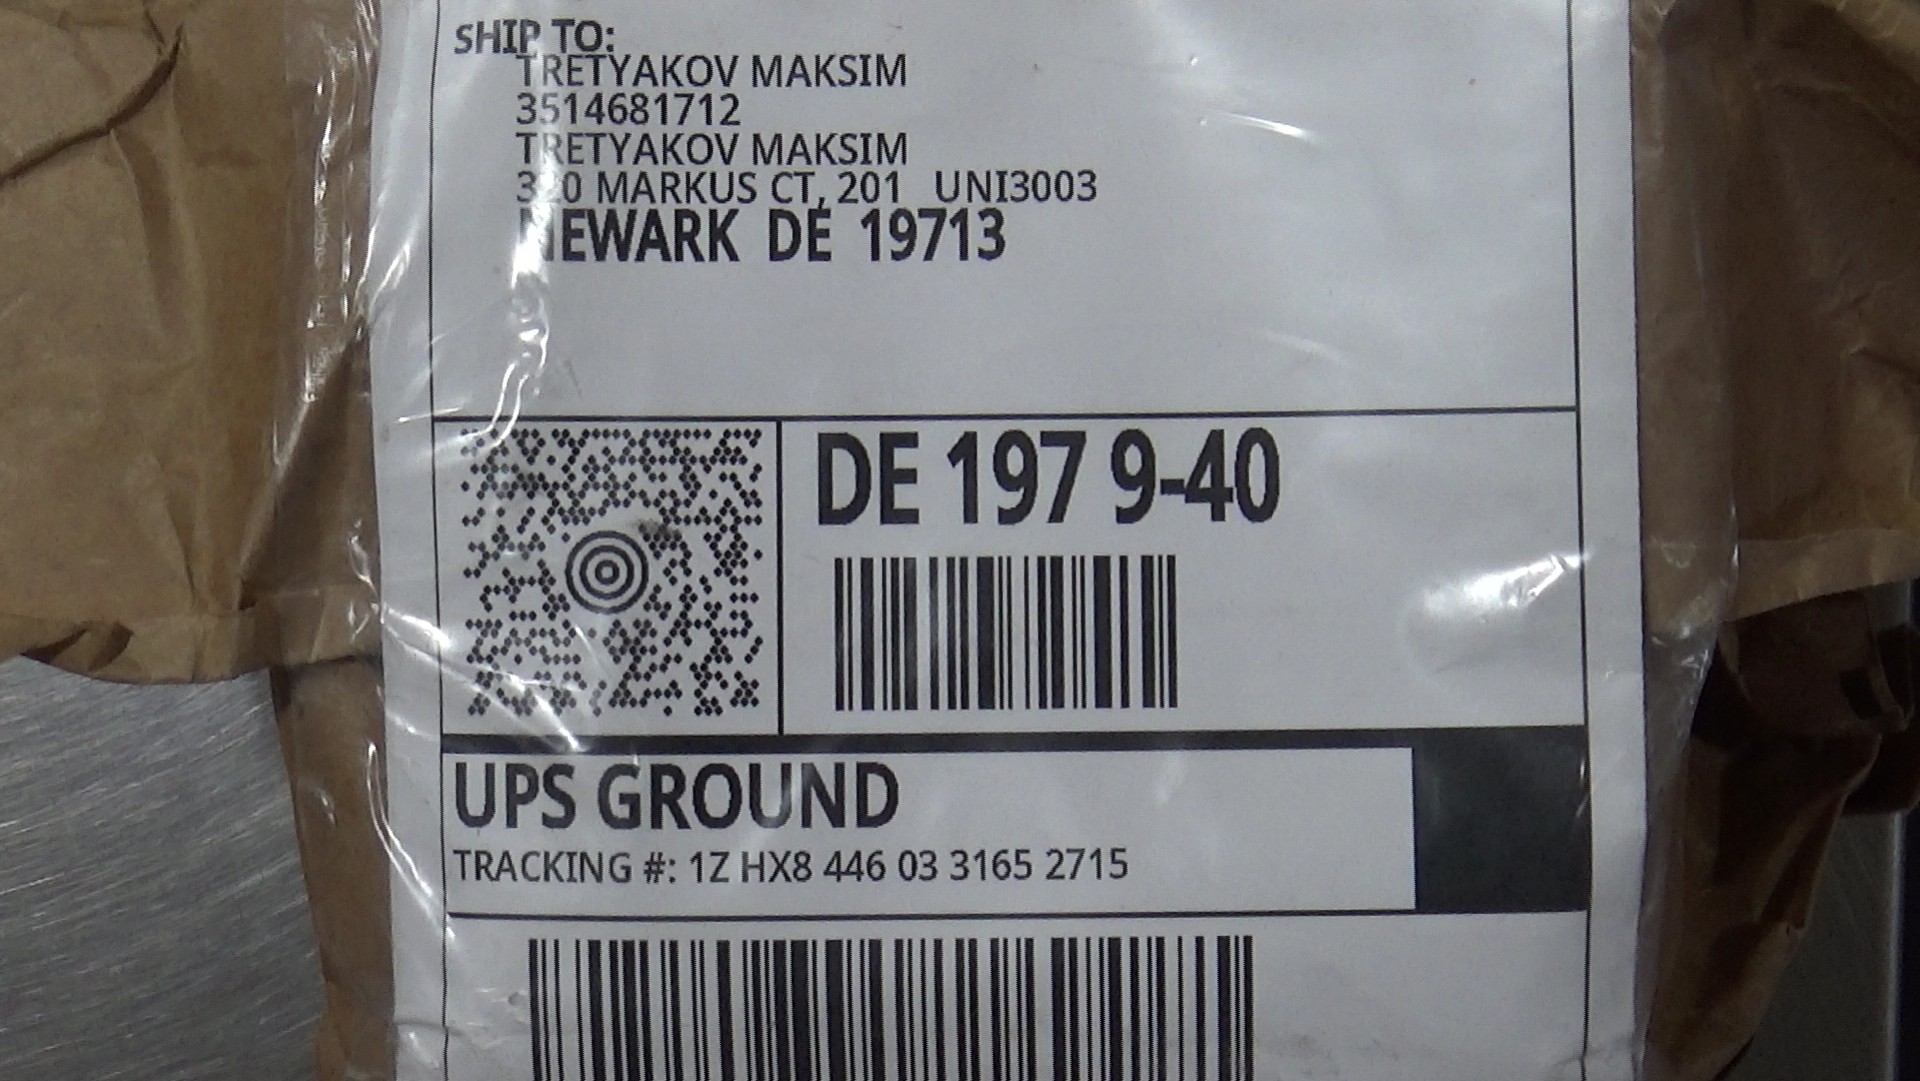 SHIP TO:
TRETYAKOV MAKSIM
3514681712
TRETYAKOV MAKSIM
320 MARKUS CT, 201 UNI3003
NEWARK DE 19713
DE 197 9-40
UPS GROUND
TRACKING #: 1Z HX8 446 03 3165 2715